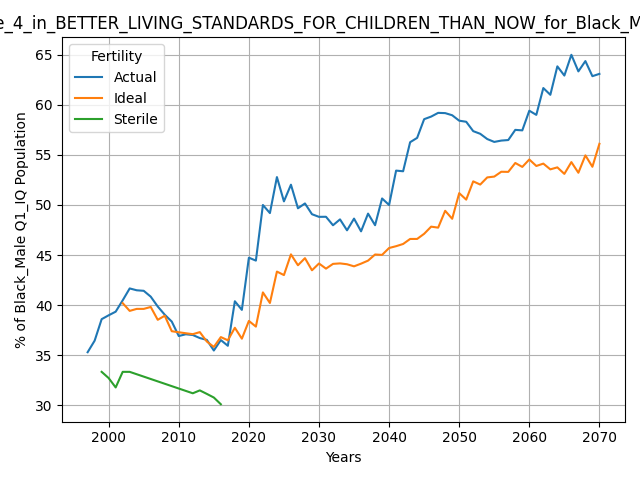 e_4_in_BETTER_LIVING_STANDARDS_FOR_CHILDREN_THAN_NOW_for_Black_M
Fertility
Actual
Ideal
Sterile
% of Black_Male Q1_IQ Population
65
60
55
50
45
40
35
30
2000 2010 2020 2030 2040 2050 2060 2070
Years